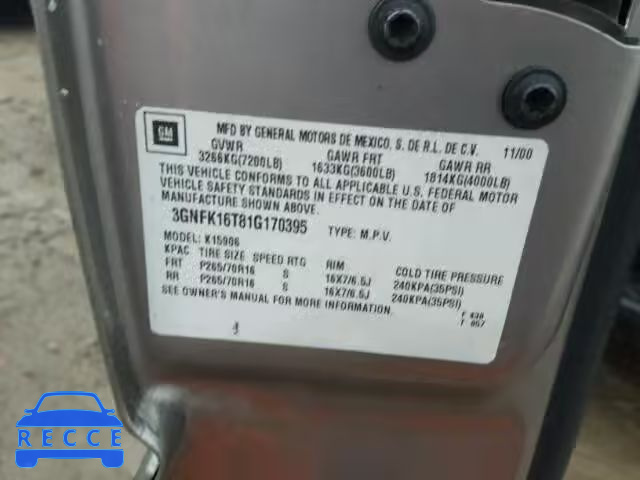 GM
MFD BY GENERAL MOTORS DE MEXICO, S. DE R.L. DE C.V. 11/00
GVWR GAWR FRT GAWR RR
3266KG(7200LB) 1633KG(3600LB) 1814KG(4000LB)
THIS VEHICLE CONFORMS TO ALL APPLICABLE U.S. FEDERAL MOTOR
VEHICLE SAFETY STANDARDS IN EFFECT ON THE DATE OF
MANUFACTURE SHOWN ABOVE.
3GNFK16T81G170395 TYPE: M.P.V.
MODEL: K15906
KPAC TIRE SIZE SPEED RTG RIM COLD TIRE PRESSURE
FRT P265/70R16 S 16X7/6.5J 240KPA(35PSI)
RR P265/70R16 S 16X7/6.5J 240KPA(35PSI)
SEE OWNER'S MANUAL FOR MORE INFORMATION.
RECCE